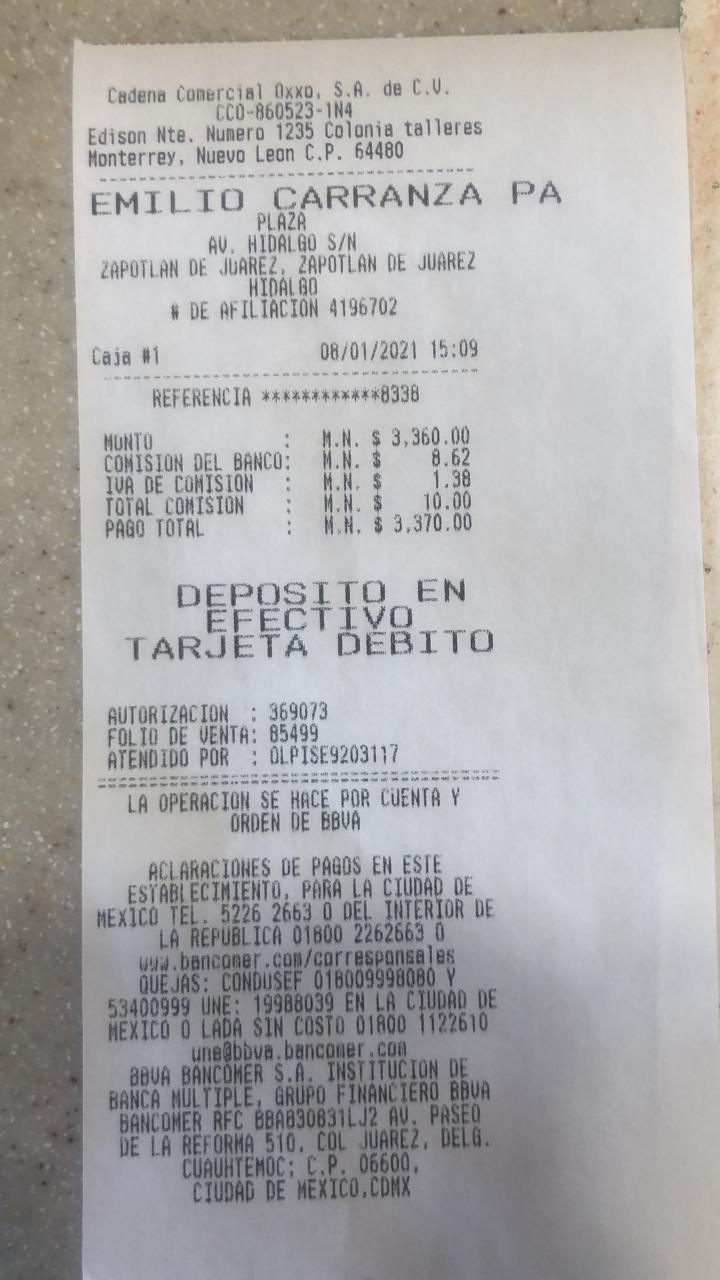 Cadena Comercial Oxxo, S.A. de C.V.
CCO-860523-1N4
Edison Nte. Numero 1235 Colonia talleres
Monterrey, Nuevo Leon C.P. 64480
EMILIO CARRANZA PA
PLAZA
AV. HIDALGO S/N
ZAPOTLAN DE JUAREZ, ZAPOTLAN DE JUAREZ
HIDALGO
# DE AFILIACION 4196702
Caja #1 08/01/2021 15:09
REFERENCIA ************8338
MONTO : M.N. $ 3,360.00
COMISION DEL BANCO: M.N. $ 8.62
IVA DE COMISION : M.N. $ 1.38
TOTAL COMISION : M.N. $ 10.00
PAGO TOTAL : M.N. $ 3,370.00
DEPOSITO EN
EFECTIVO
TARJETA DEBITO
AUTORIZACION : 369073
FOLIO DE VENTA: 85499
ATENDIDO POR : OLPISE9203117
LA OPERACION SE HACE POR CUENTA Y
ORDEN DE BBVA
ACLARACIONES DE PAGOS EN ESTE
ESTABLECIMIENTO, PARA LA CIUDAD DE
MEXICO TEL. 5226 2663 O DEL INTERIOR DE
LA REPUBLICA 01800 2262663 O
www.bancomer.com/corresponsales
QUEJAS: CONDUSEF 018009998080 Y
53400999 UNE: 19988039 EN LA CIUDAD DE
MEXICO O LADA SIN COSTO 01800 1122610
une@bbva.bancomer.com
BBVA BANCOMER S.A. INSTITUCION DE
BANCA MULTIPLE, GRUPO FINANCIERO BBVA
BANCOMER RFC BBA830831LJ2 AV. PASEO
DE LA REFORMA 510, COL JUAREZ, DELG.
CUAUHTEMOC; C.P. 06600,
CIUDAD DE MEXICO,CDMX